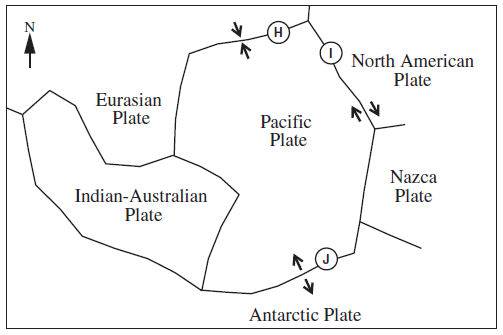 N
H
I
North American
Plate
Eurasian
Plate
Pacific
Plate
Nazca
Plate
Indian-Australian
Plate
J
Antarctic Plate